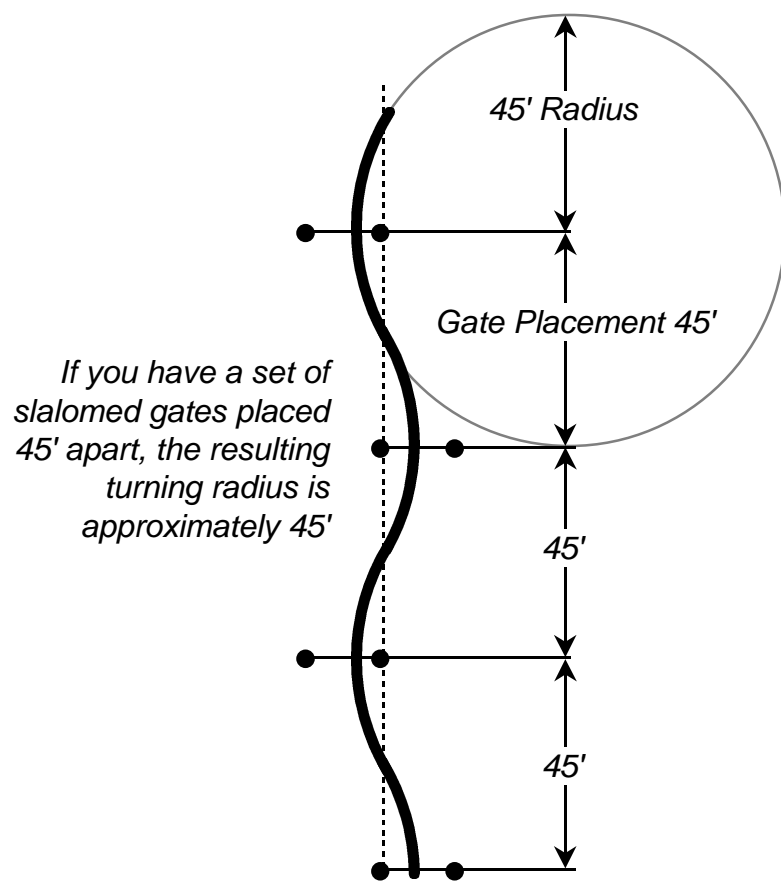 45' Radius
Gate Placement 45'
If you have a set of
slalomed gates placed
45' apart, the resulting
turning radius is
approximately 45'
45'
45'